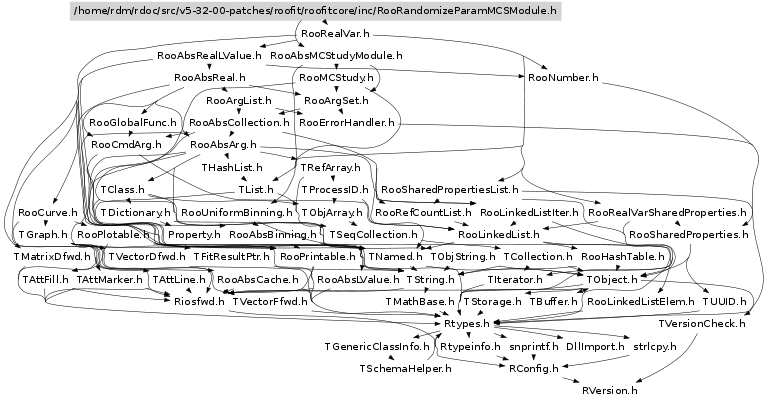 /home/rdm/rdoc/src/v5-32-00-patches/roofit/roofitcore/inc/RooRandomizeParamMCSModule.h
RooRealVar.h
RooAbsRealLValue.h RooAbsMCStudyModule.h
RooAbsReal.h RooMCStudy.h RooNumber.h
RooArgList.h RooArgSet.h
RooGlobalFunc.h RooAbsCollection.h RooErrorHandler.h
RooCmdArg.h RooAbsArg.h
THashList.h TRefArray.h
TClass.h TList.h TProcessID.h RooSharedPropertiesList.h
RooCurve.h TDictionary.h RooUniformBinning.h TObjArray.h RooRefCountList.h RooLinkedListIter.h RooRealVarSharedProperties.h
TGraph.h RooPlotable.h Property.h RooAbsBinning.h TSeqCollection.h RooLinkedList.h RooSharedProperties.h
TMatrixDfwd.h TVectorDfwd.h TFitResultPtr.h RooPrintable.h TNamed.h TObjString.h TCollection.h RooHashTable.h
TAttFill.h TAttMarker.h TAttLine.h RooAbsCache.h RooAbsLValue.h TString.h TIterator.h TObject.h
Riosfwd.h TVectorFfwd.h TMathBase.h TStorage.h TBuffer.h RooLinkedListElem.h TUUID.h
Rtypes.h TVersionCheck.h
TGenericClassInfo.h Rtypeinfo.h snprintf.h DllImport.h strlcpy.h
TSchemaHelper.h RConfig.h
RVersion.h